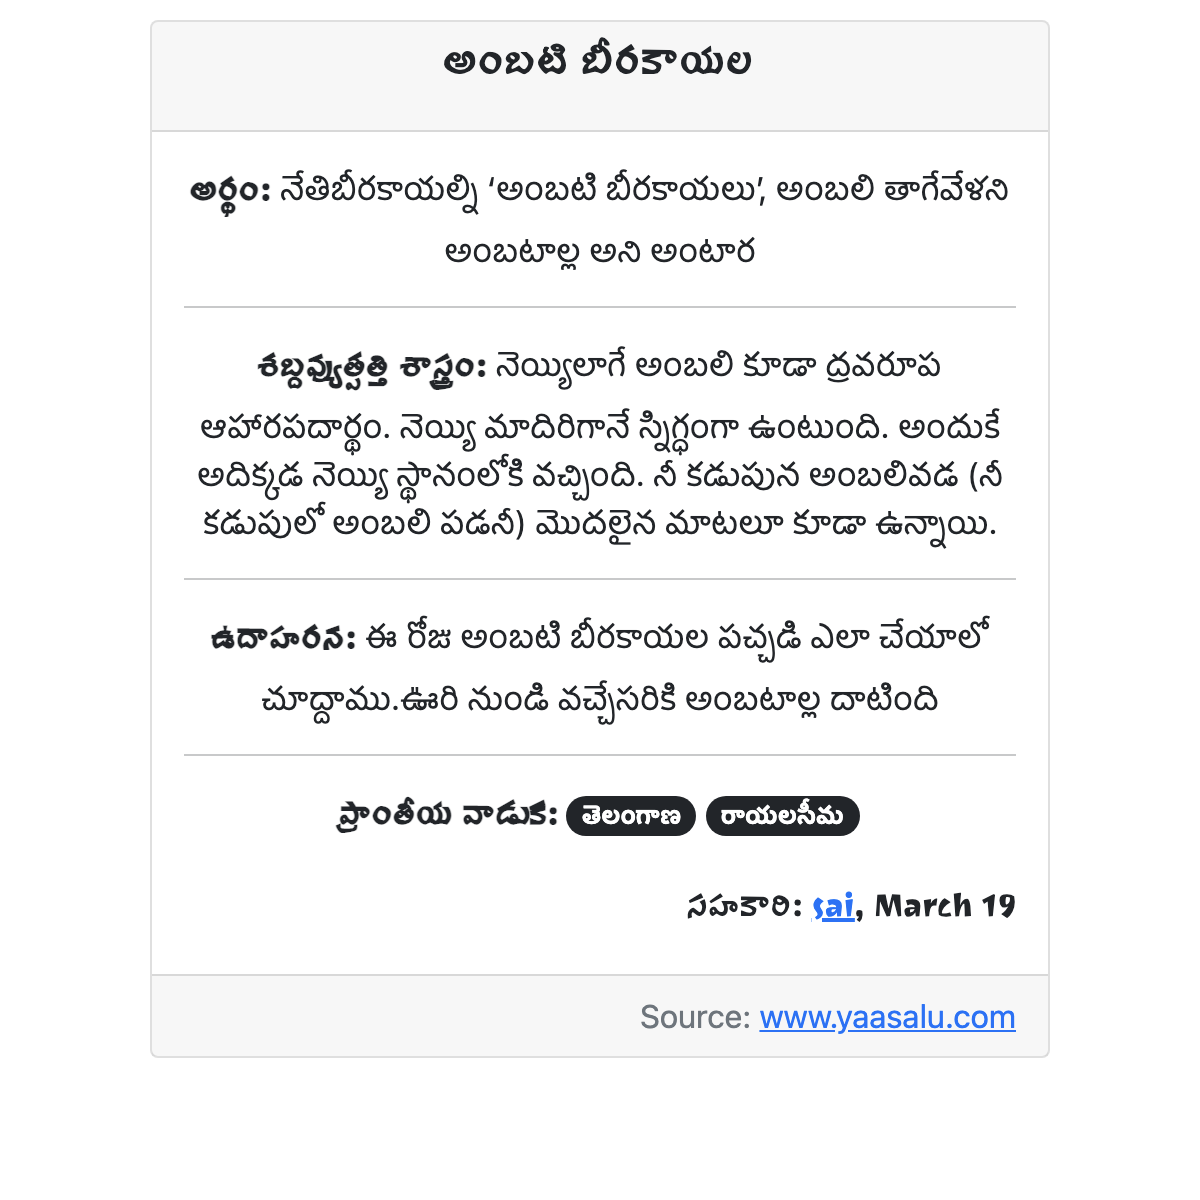 అంబటి బీరకాయల
అర్థం: నేతిబీరకాయల్ని ‘అంబటి బీరకాయలు’, అంబలి తాగేవేళని
అంబటాల్ల అని అంటార
శబ్దవ్యుత్పత్తి శాస్త్రం: నెయ్యిలాగే అంబలి కూడా ద్రవరూప
ఆహారపదార్థం. నెయ్యి మాదిరిగానే స్నిగ్ధంగా ఉంటుంది. అందుకే
అదిక్కడ నెయ్యి స్థానంలోకి వచ్చింది. నీ కడుపున అంబలివడ (నీ
కడుపులో అంబలి పడనీ) మొదలైన మాటలూ కూడా ఉన్నాయి.
ఉదాహరన: ఈ రోజు అంబటి బీరకాయల పచ్చడి ఎలా చేయాలో
చూద్దాము.ఊరి నుండి వచ్చేసరికి అంబటాల్ల దాటింది
ప్రాంతీయ వాడుక: తెలంగాణ రాయలసీమ
సహకారి: sai, March 19
Source: www.yaasalu.com